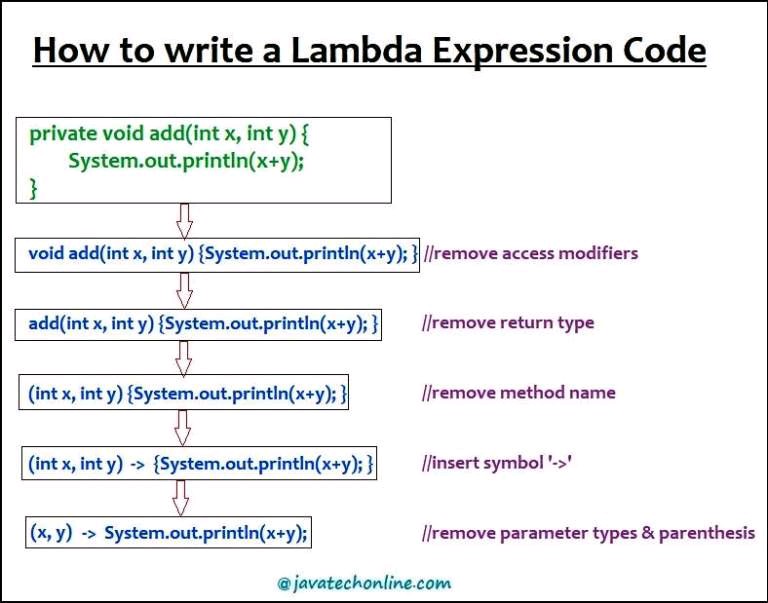 How to write a Lambda Expression Code
private void add(int x, int y) {
System.out.println(x+y);
}
void add(int x, int y) {System.out.println(x+y); } //remove access modifiers
add(int x, int y) {System.out.println(x+y); } //remove return type
(int x, int y) {System.out.println(x+y); } //remove method name
(int x, int y) -> {System.out.println(x+y); } //insert symbol '->'
(x, y) -> System.out.println(x+y); //remove parameter types & parenthesis
@javatechonline.com